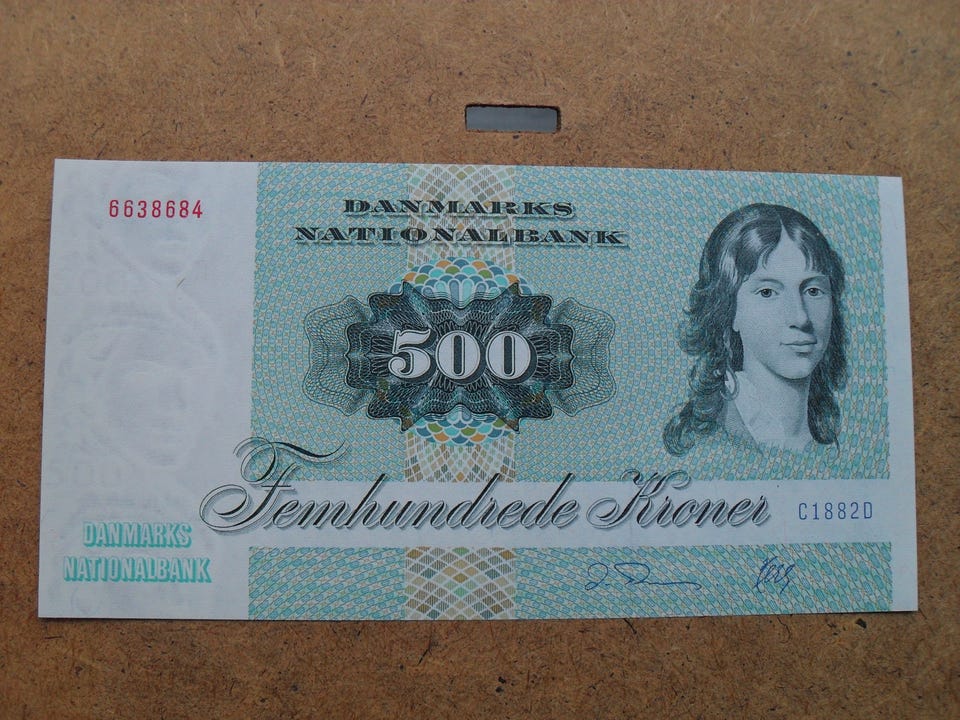 6638684
DANMARKS
NATIONALBANK
500
Femhundrede Kroner
C1882D
DANMARKS
NATIONALBANK